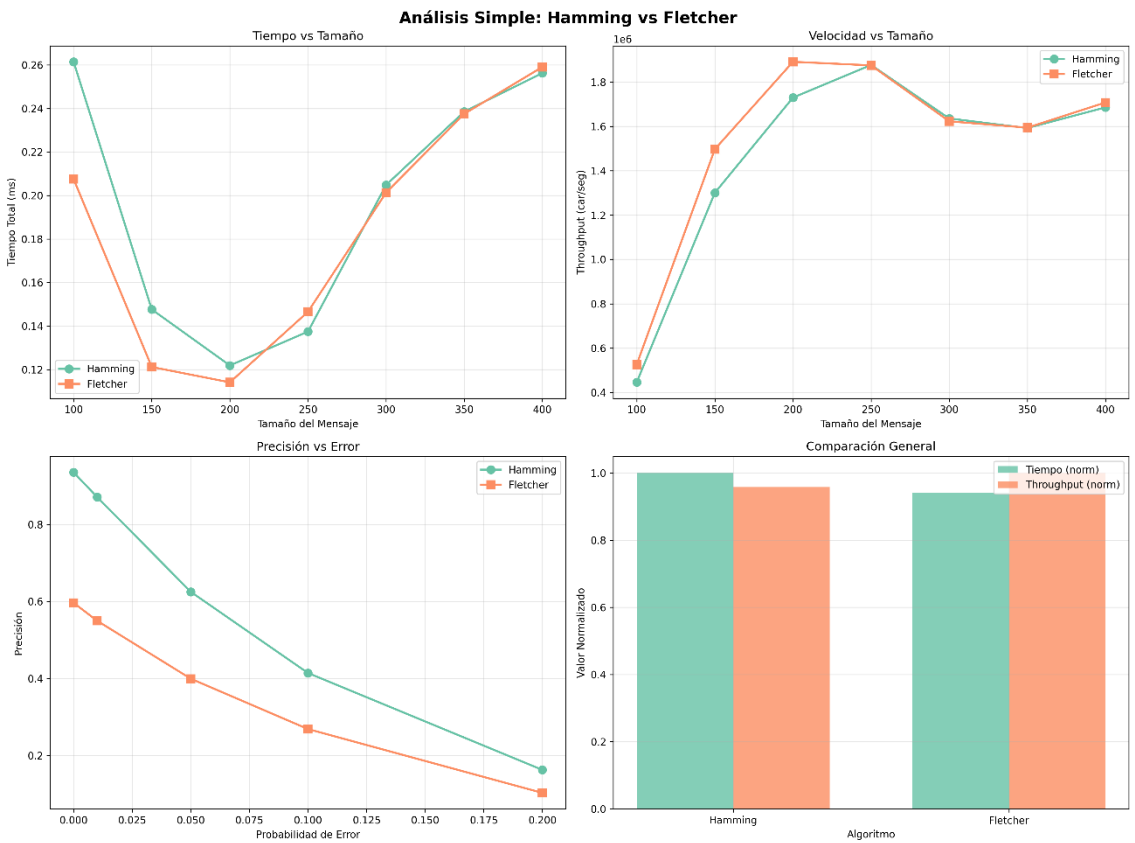 Análisis Simple: Hamming vs Fletcher
Tiempo vs Tamaño
Tiempo Total (ms)
0.26
0.24
0.22
0.20
0.18
0.16
0.14
0.12
Hamming
Fletcher
100 150 200 250 300 350 400
Tamaño del Mensaje
Velocidad vs Tamaño
1e6
Throughput (car/seg)
1.8
1.6
1.4
1.2
1.0
0.8
0.6
0.4
Hamming
Fletcher
100 150 200 250 300 350 400
Tamaño del Mensaje
Precisión vs Error
Precisión
0.8
0.6
0.4
0.2
Hamming
Fletcher
0.000 0.025 0.050 0.075 0.100 0.125 0.150 0.175 0.200
Probabilidad de Error
Comparación General
Valor Normalizado
1.0
0.8
0.6
0.4
0.2
0.0
Tiempo (norm)
Throughput (norm)
Hamming Fletcher
Algoritmo